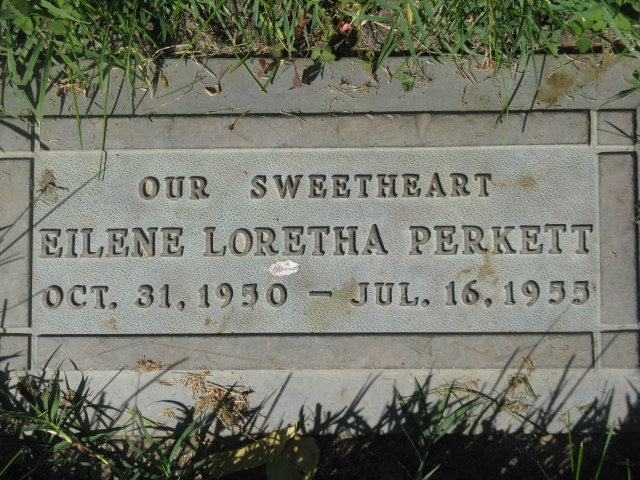 OUR SWEETHEART
EILENE LORETHA PERKETT
OCT. 31, 1950 – JUL. 16, 1955